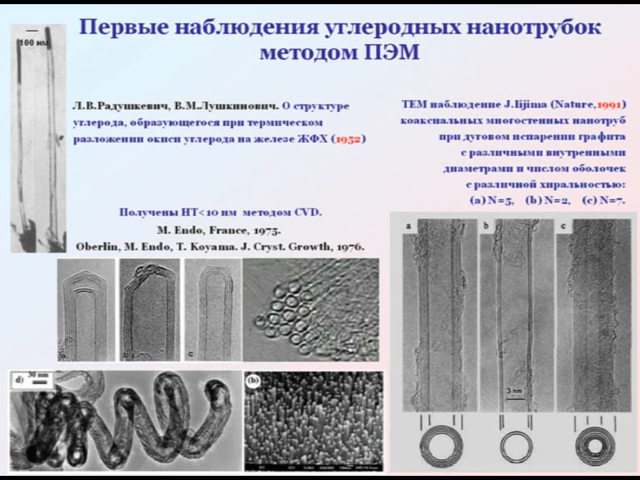 Первые наблюдения углеродных нанотрубок
методом ПЭМ
100 нм
Л.В.Радушкевич, В.М.Лушкинович. О структуре
углерода, образующегося при термическом
разложении окиси углерода на железе ЖФХ (1952)
Получены НТ<10 нм методом CVD.
M. Endo, France, 1975.
Oberlin, M. Endo, T. Koyama. J. Cryst. Growth, 1976.
TEM наблюдение J.Iijima (Nature,1991)
коаксиальных многостенных нанотруб
при дуговом испарении графита
с различными внутренними
диаметрами и числом оболочек
с различной хиральностью:
(a) N=5, (b) N=2, (c) N=7.
a b c
3 nm
b c
d) 30 nm
(b)